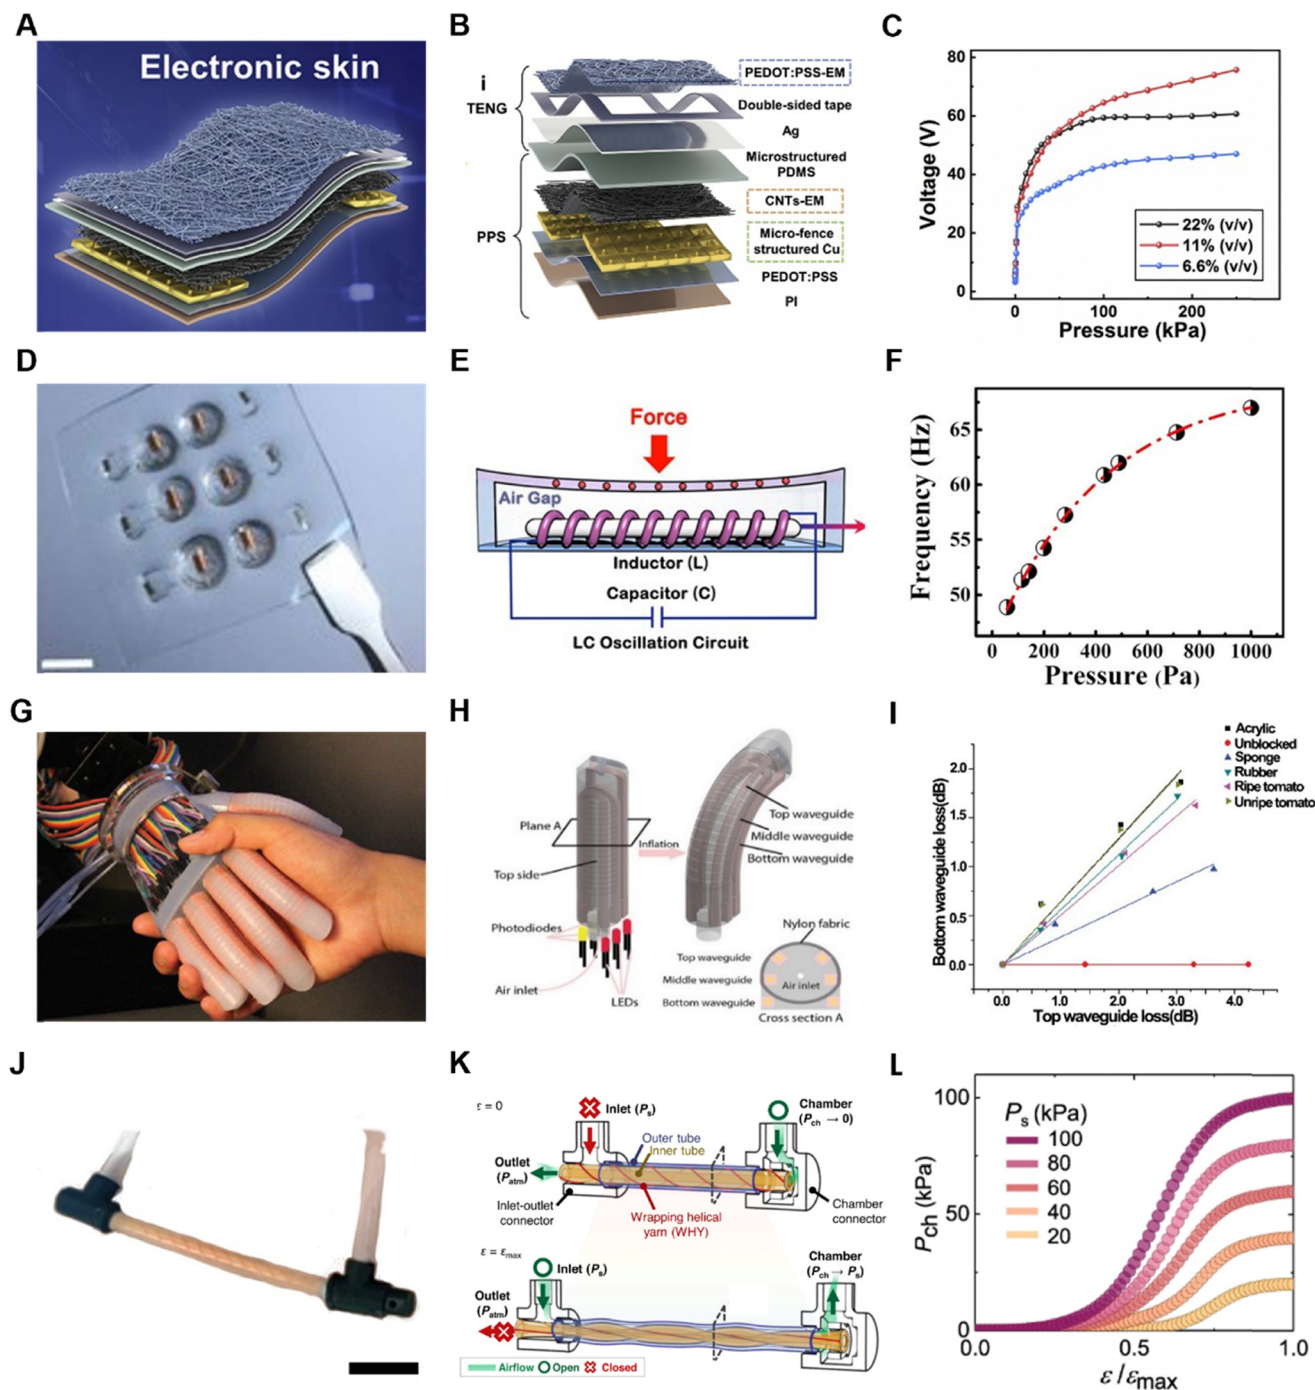 A
Electronic skin
B
i
TENG
PPS
PEDOT:PSS-EM
Double-sided tape
Ag
Microstructured
PDMS
CNTs-EM
Micro-fence
structured Cu
PEDOT:PSS
PI
C
Voltage (V)
80
60
40
20
0
22% (v/v)
11% (v/v)
6.6% (v/v)
0
100
200
Pressure (kPa)
D
E
Force
Air Gap
Inductor (L)
Capacitor (C)
LC Oscillation Circuit
F
Frequency (Hz)
65
60
55
50
0
200
400
600
800
1000
Pressure (Pa)
G
H
Plane A
Top side
Inflation
Top waveguide
Middle waveguide
Bottom waveguide
Photodiodes
Air inlet
LEDs
Nylon fabric
Top waveguide
Middle waveguide
Bottom waveguide
Air inlet
Cross section A
I
Acrylic
Unblocked
Sponge
Rubber
Ripe tomato
Unripe tomato
Bottom waveguide loss(dB)
2.0
1.5
1.0
0.5
0.0
0.0
1.0
2.0
3.0
4.0
Top waveguide loss(dB)
J
K
ε = 0
Inlet (Ps)
Chamber
(Pch → 0)
Outer tube
Inner tube
Outlet
(Patm)
Inlet-outlet
connector
Wrapping helical
yarn (WHY)
Chamber
connector
ε = εmax
Inlet (Ps)
Chamber
(Pch → Ps)
Outlet
(Patm)
Airflow
Open
Closed
L
Pch (kPa)
100
50
0
Ps (kPa)
100
80
60
40
20
0
0.5
1.0
ε/εmax